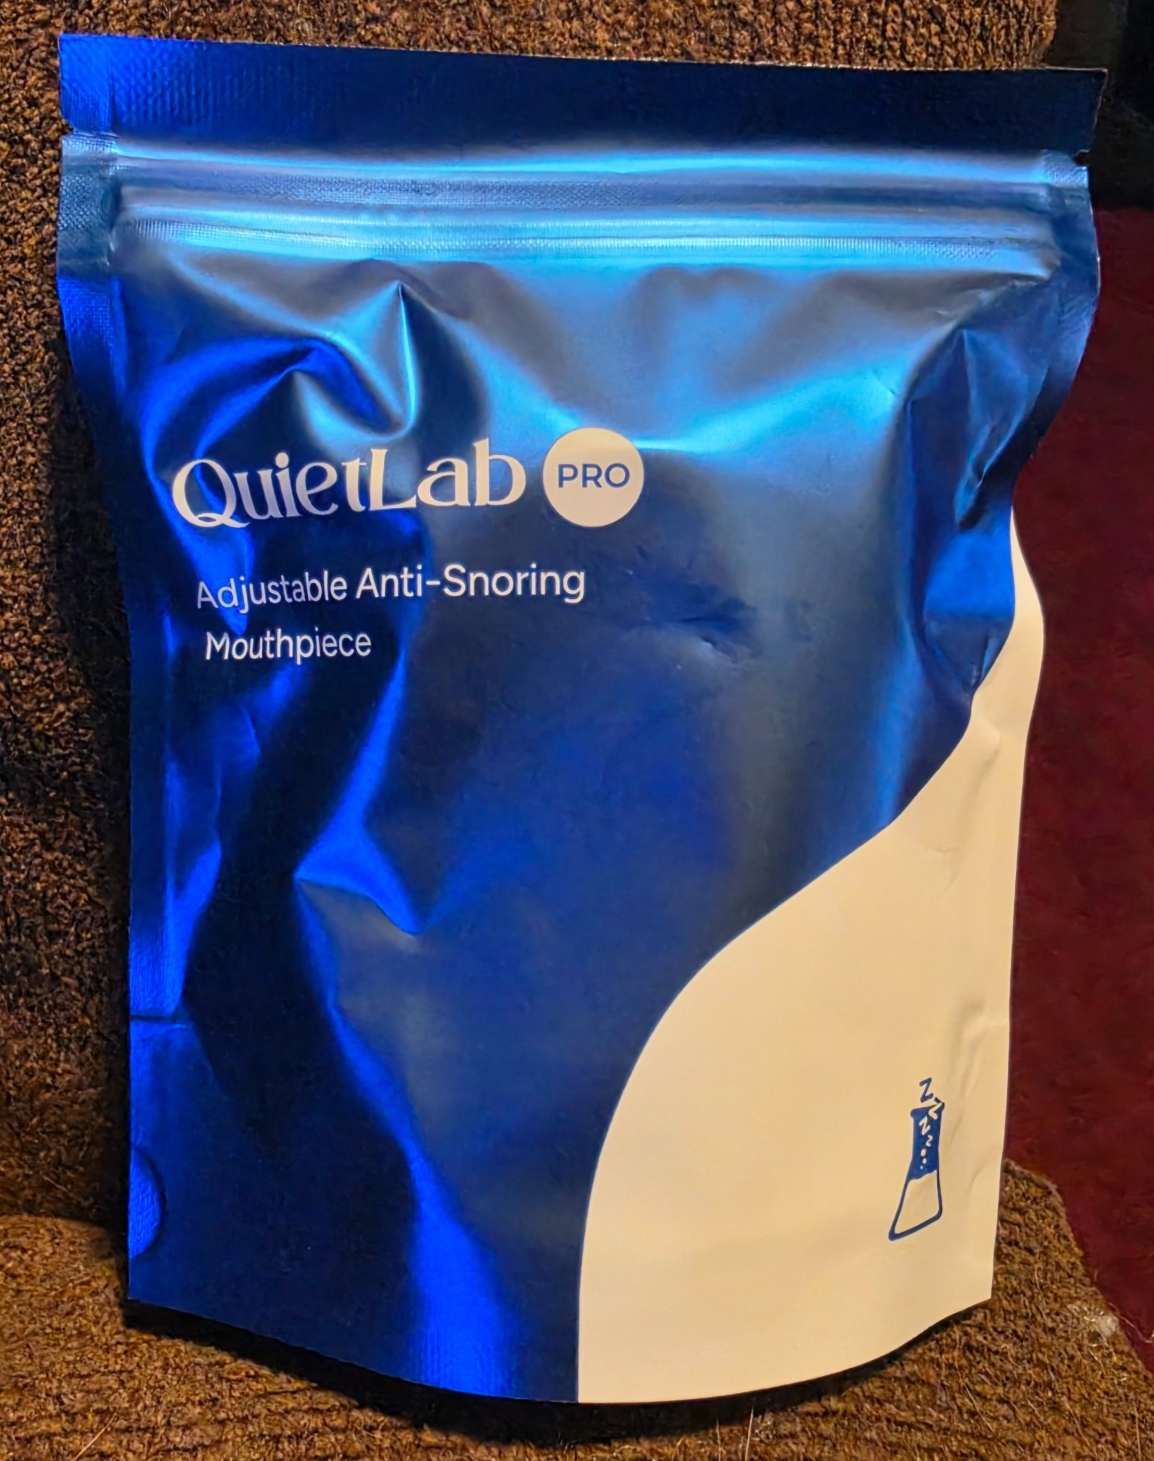 QuietLab PRO
Adjustable Anti-Snoring
Mouthpiece
Z
Z
Z